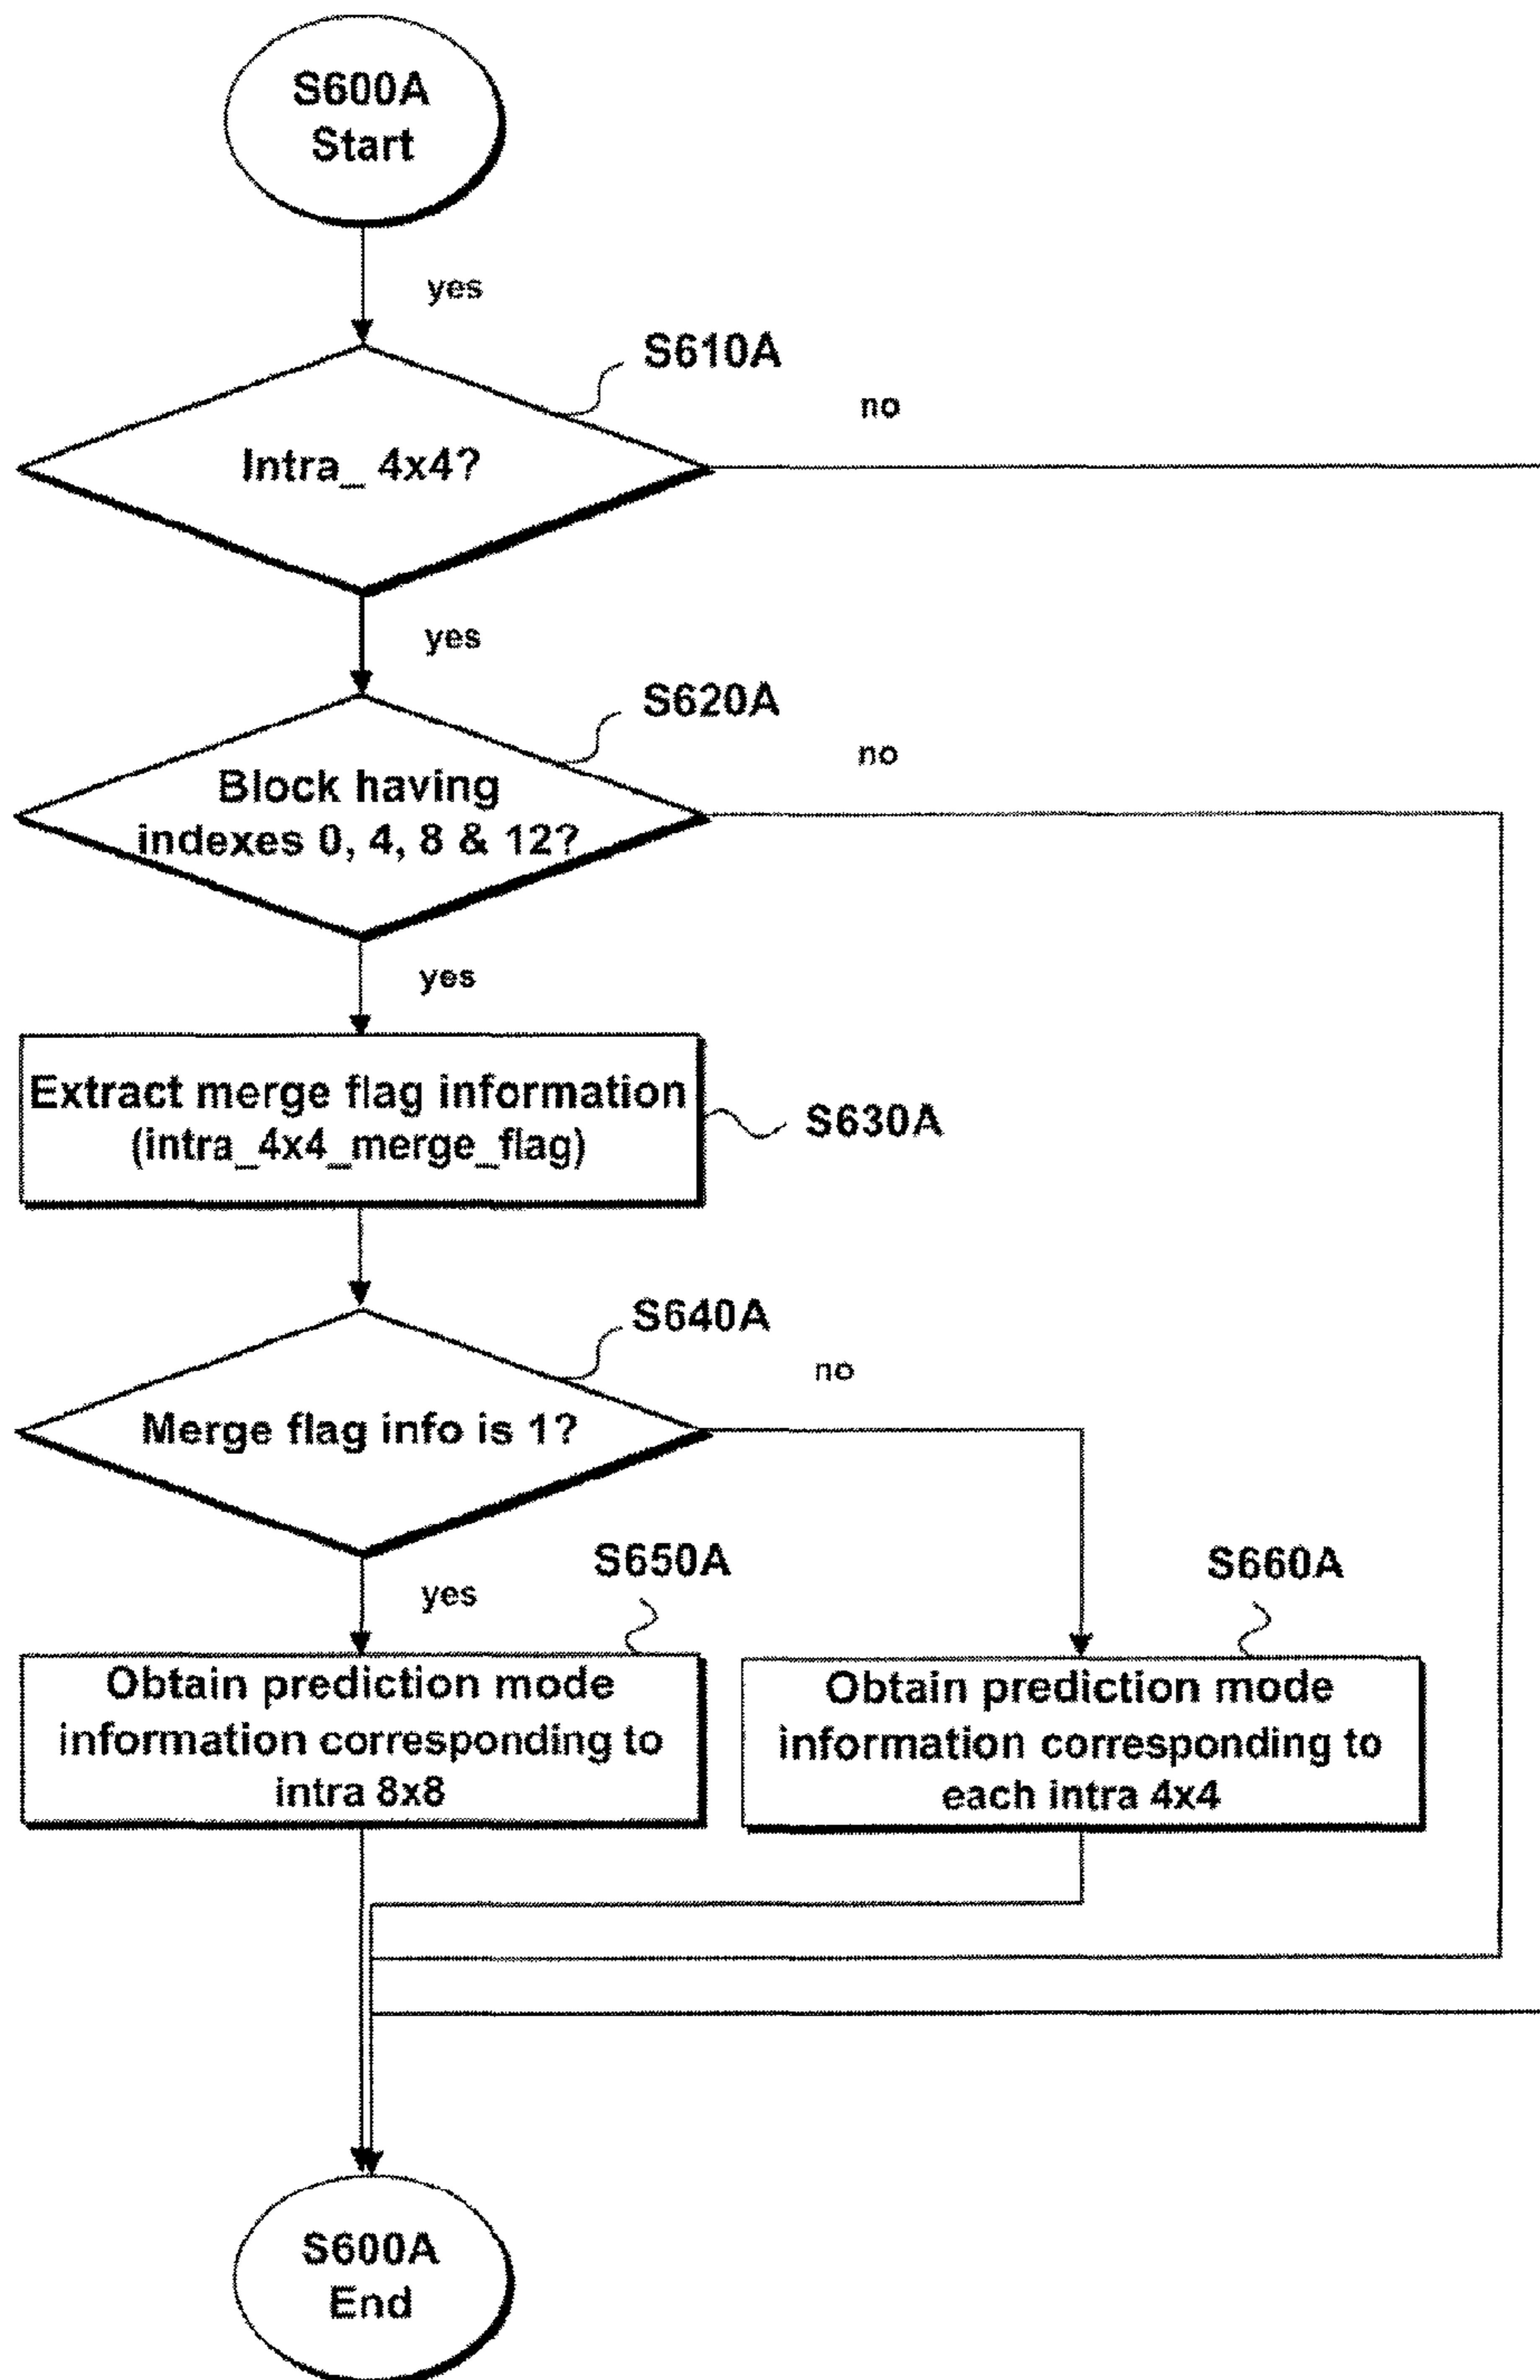 S600A
Start
yes
S610A
no
Intra_ 4x4?
yes
S620A
no
Block having
indexes 0, 4, 8 & 12?
yes
Extract merge flag information
(intra_4x4_merge_flag)
S630A
S640A
no
Merge flag info is 1?
yes
S650A
S660A
Obtain prediction mode
information corresponding to
intra 8x8
Obtain prediction mode
information corresponding to
each intra 4x4
S600A
End